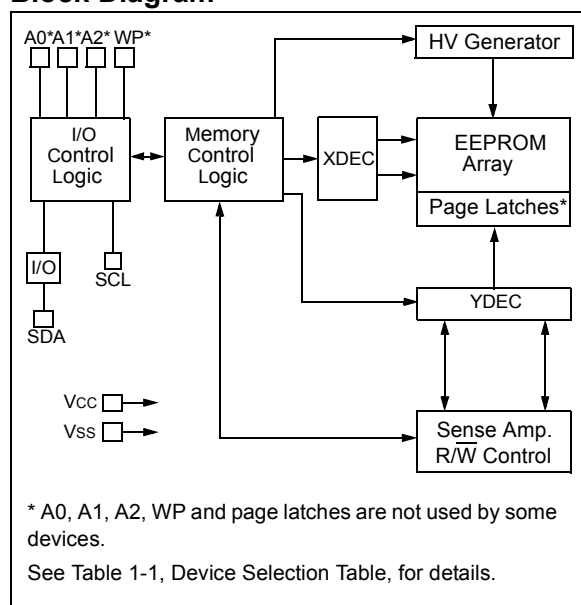 Block Diagram
A0* A1* A2* WP*
HV Generator
I/O
Control
Logic
Memory
Control
Logic
XDEC
EEPROM
Array
Page Latches*
I/O
SCL
SDA
YDEC
Vcc
Vss
Sense Amp.
R/W̅ Control
* A0, A1, A2, WP and page latches are not used by some
devices.
See Table 1-1, Device Selection Table, for details.